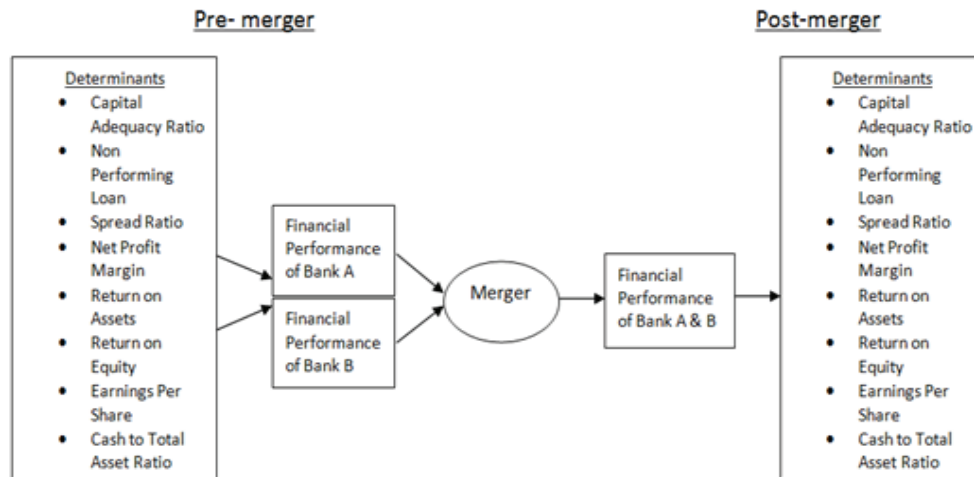 Pre- merger
Post-merger
Determinants
• Capital
Adequacy Ratio
• Non
Performing
Loan
• Spread Ratio
• Net Profit
Margin
• Return on
Assets
• Return on
Equity
• Earnings Per
Share
• Cash to Total
Asset Ratio
Financial
Performance
of Bank A
Financial
Performance
of Bank B
Merger
Financial
Performance
of Bank A & B
Determinants
• Capital
Adequacy Ratio
• Non
Performing
Loan
• Spread Ratio
• Net Profit
Margin
• Return on
Assets
• Return on
Equity
• Earnings Per
Share
• Cash to Total
Asset Ratio